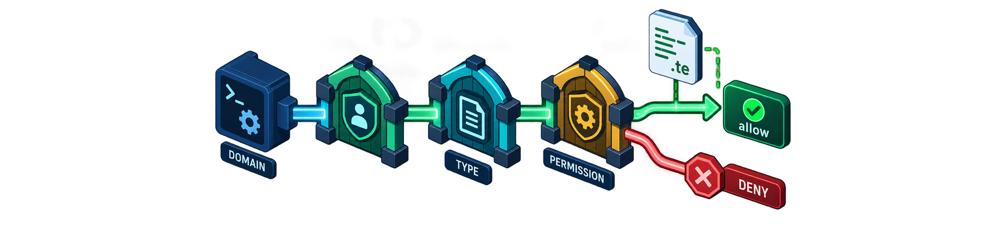 .te
allow
DOMAIN
TYPE
PERMISSION
DENY